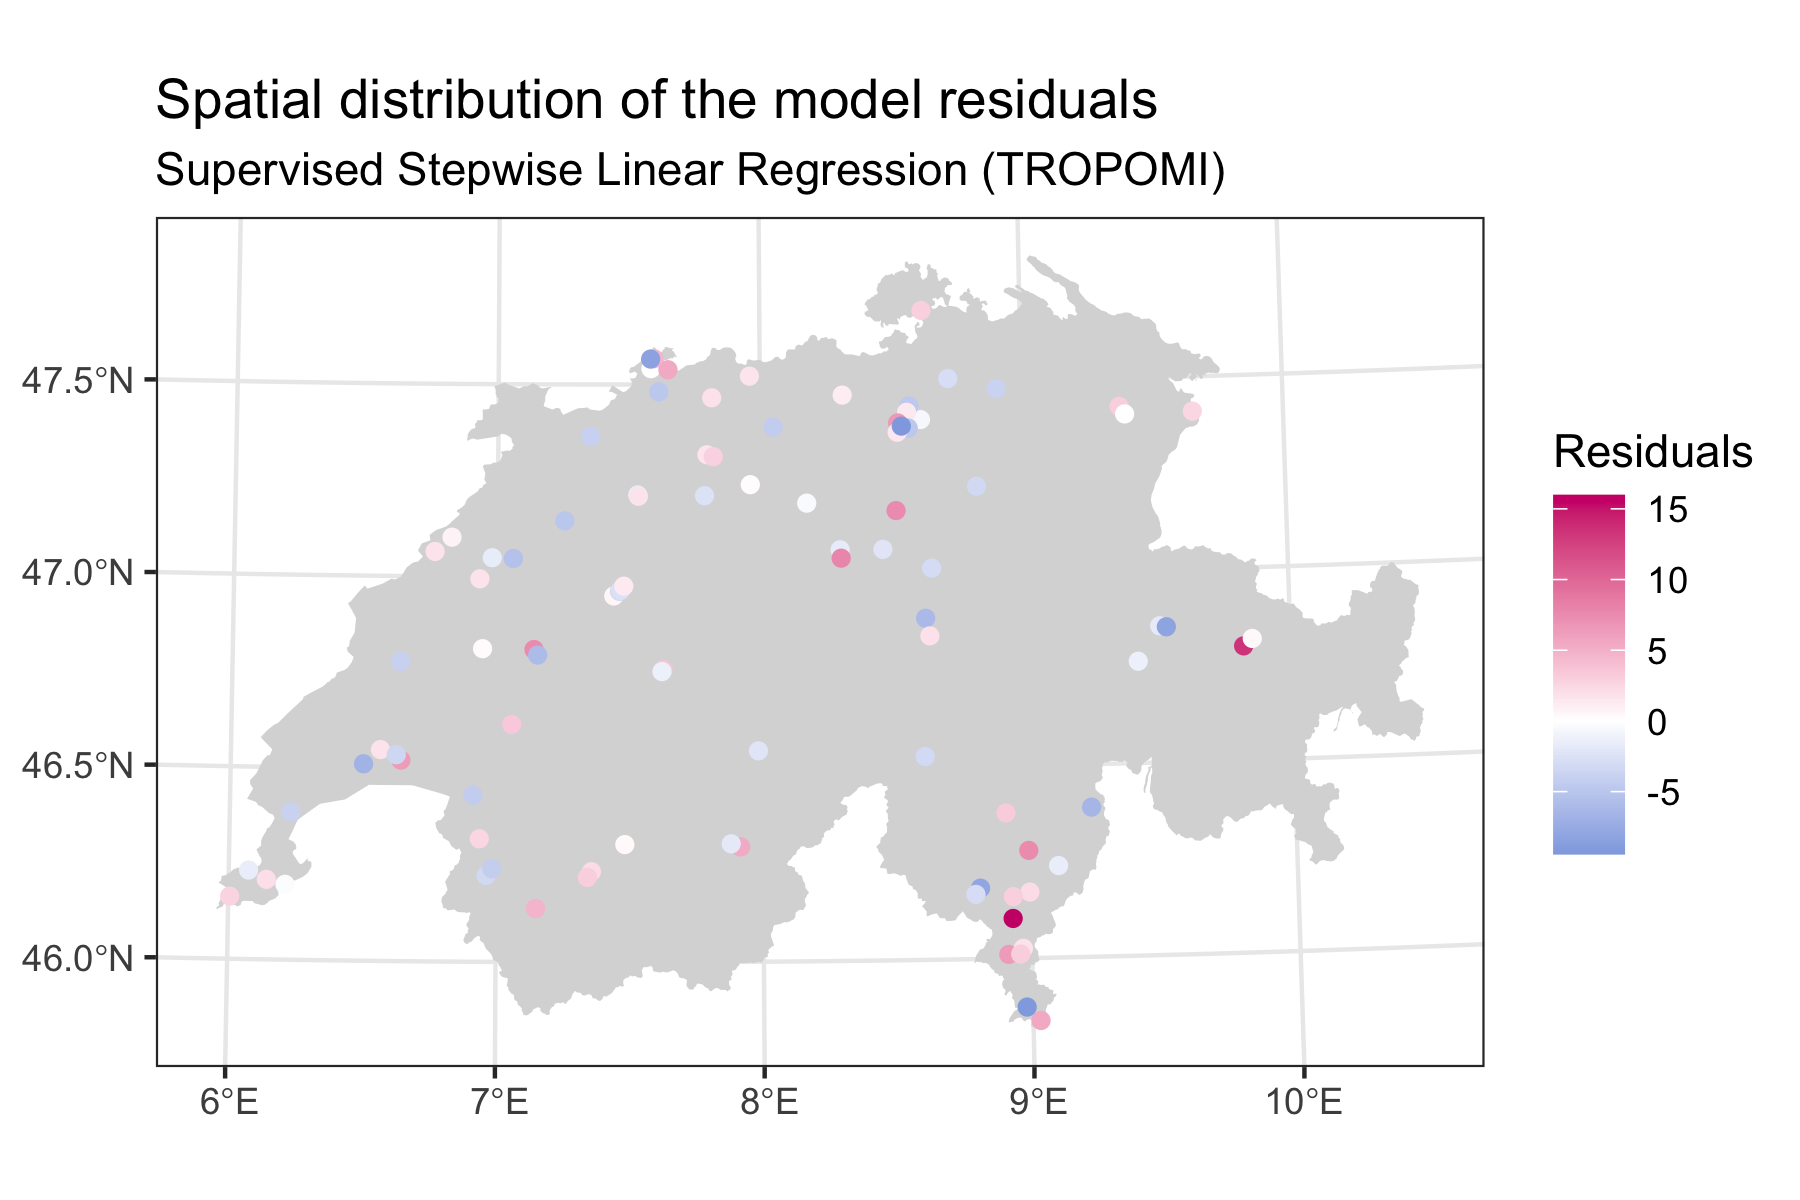 Spatial distribution of the model residuals
Supervised Stepwise Linear Regression (TROPOMI)
47.5°N
47.0°N
46.5°N
46.0°N
6°E
7°E
8°E
9°E
10°E
Residuals
15
10
5
0
-5